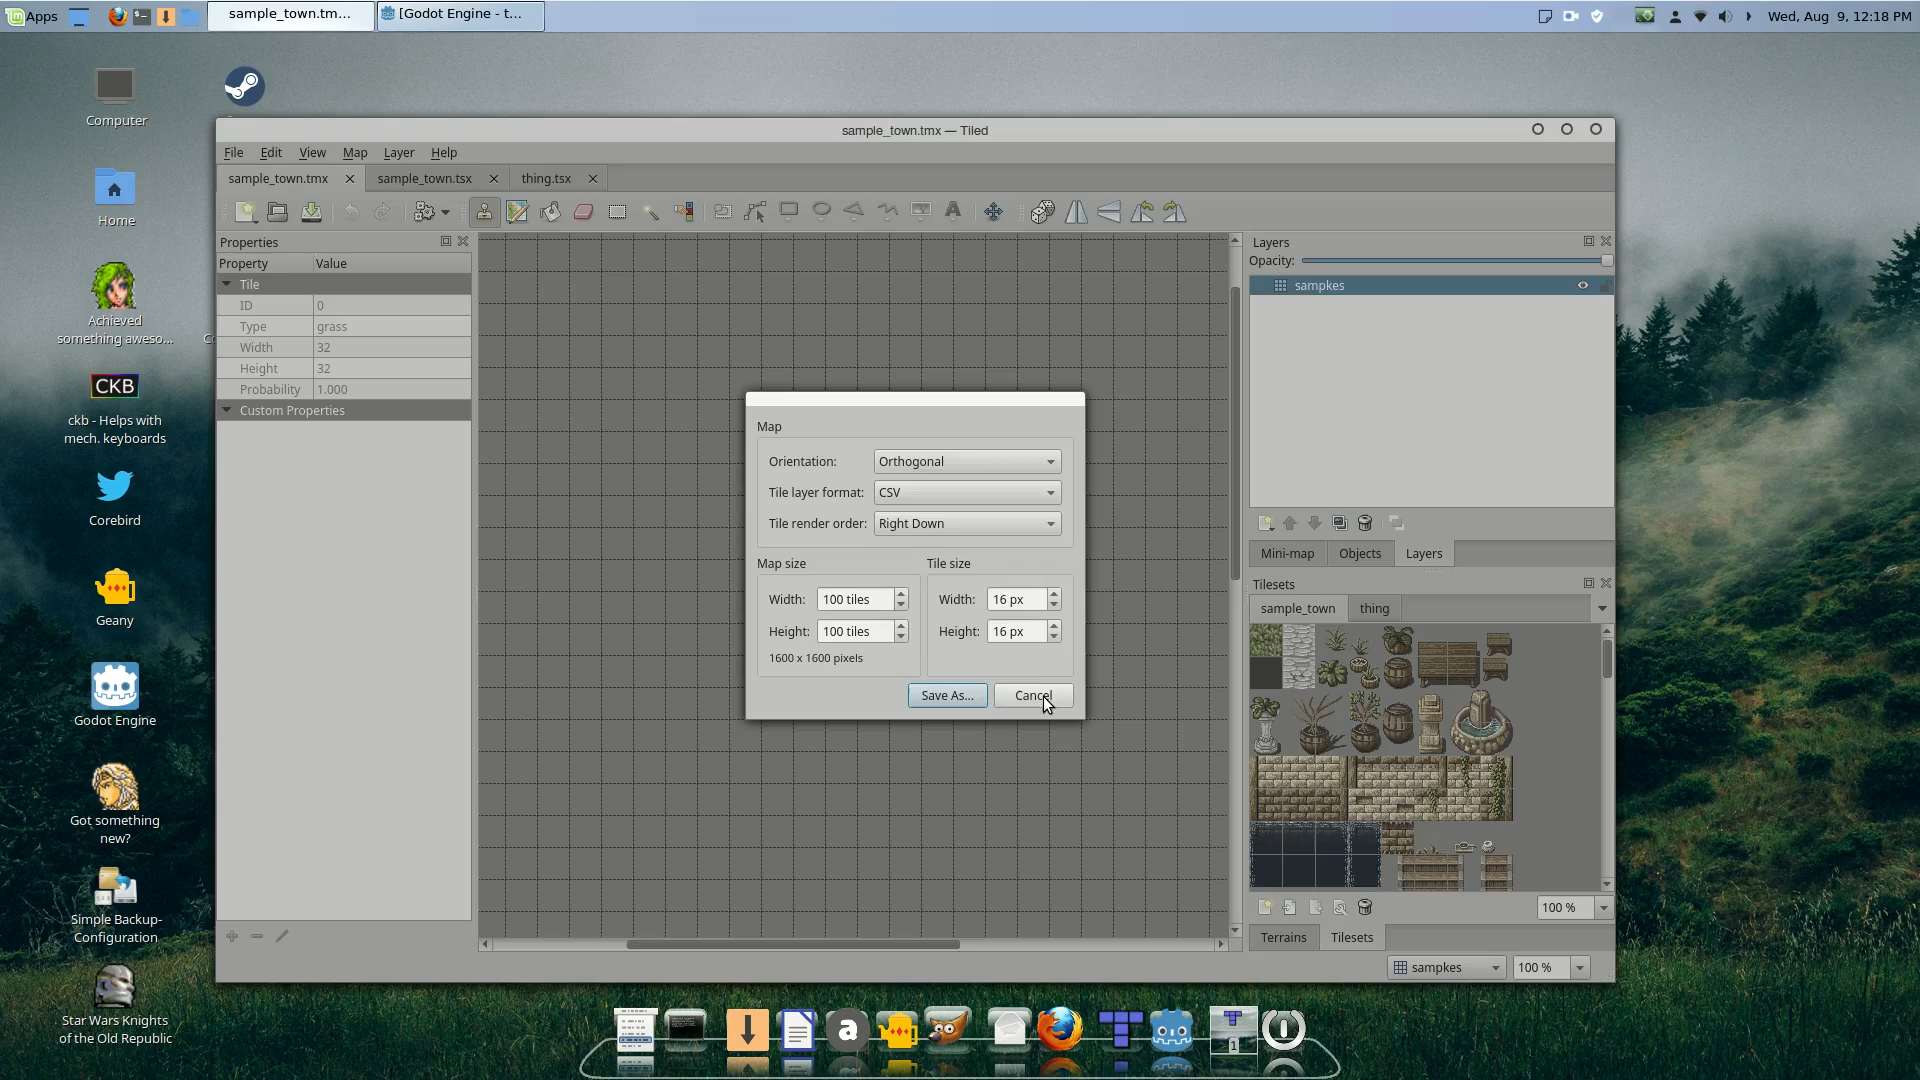 Apps
sample_town.tm...
[Godot Engine - t...
Wed, Aug 9, 12:18 PM
Computer
Home
Achieved
something aweso...
CKB
ckb - Helps with
mech. keyboards
Corebird
Geany
Godot Engine
Got something
new?
Simple Backup-
Configuration
Star Wars Knights
of the Old Republic
sample_town.tmx — Tiled
File Edit View Map Layer Help
sample_town.tmx
sample_town.tsx
thing.tsx
A
Properties
Property Value
Tile
ID 0
Type grass
Width 32
Height 32
Probability 1.000
Custom Properties
Map
Orientation: Orthogonal
Tile layer format: CSV
Tile render order: Right Down
Map size
Width: 100 tiles
Height: 100 tiles
1600 x 1600 pixels
Tile size
Width: 16 px
Height: 16 px
Save As...
Cancel
Layers
Opacity:
sampkes
Mini-map Objects Layers
Tilesets
sample_town thing
100 %
Terrains Tilesets
sampkes
100 %
a
1